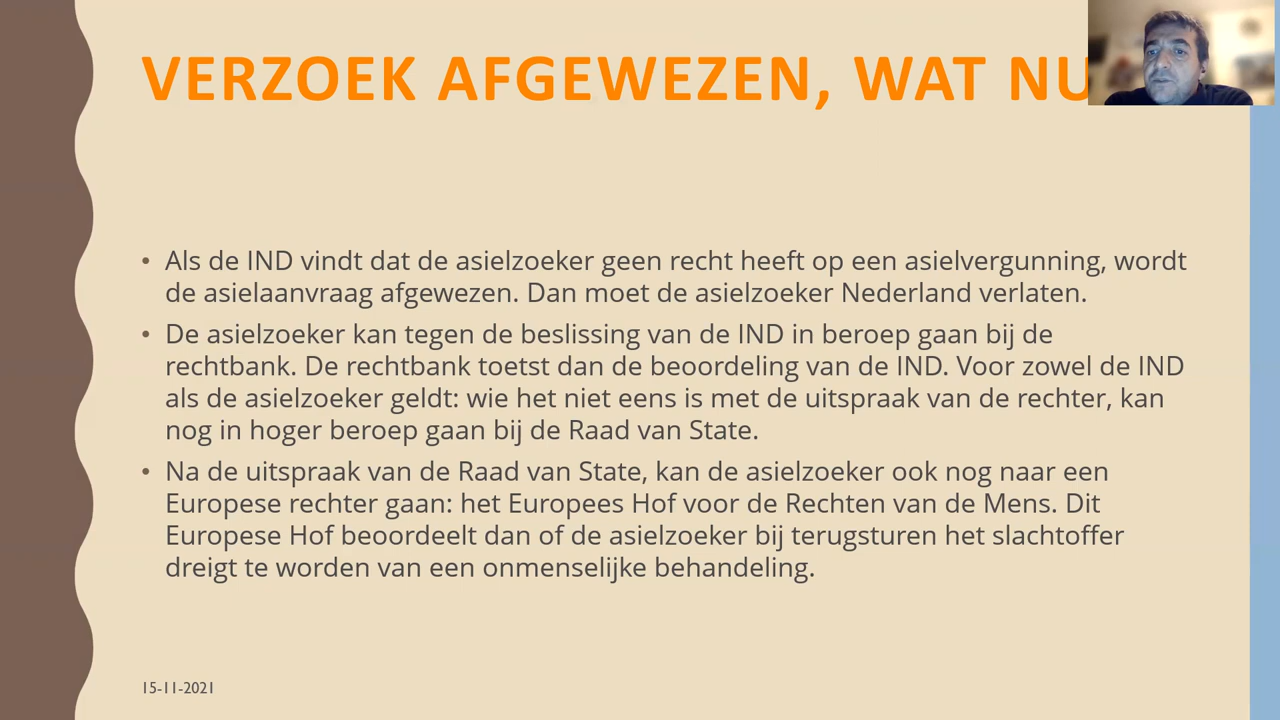 VERZOEK AFGEWEZEN, WAT NU
• Als de IND vindt dat de asielzoeker geen recht heeft op een asielvergunning, wordt
de asielaanvraag afgewezen. Dan moet de asielzoeker Nederland verlaten.
• De asielzoeker kan tegen de beslissing van de IND in beroep gaan bij de
rechtbank. De rechtbank toetst dan de beoordeling van de IND. Voor zowel de IND
als de asielzoeker geldt: wie het niet eens is met de uitspraak van de rechter, kan
nog in hoger beroep gaan bij de Raad van State.
• Na de uitspraak van de Raad van State, kan de asielzoeker ook nog naar een
Europese rechter gaan: het Europees Hof voor de Rechten van de Mens. Dit
Europese Hof beoordeelt dan of de asielzoeker bij terugsturen het slachtoffer
dreigt te worden van een onmenselijke behandeling.
15-11-2021